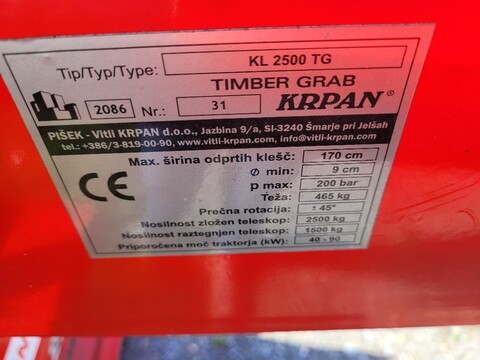 Tip/Typ/Type: KL 2500 TG
TIMBER GRAB
2086 Nr.: 31 KRPAN®
PIŠEK - Vitli KRPAN d.o.o., Jazbina 9/a, SI-3240 Šmarje pri Jelšah
tel.: +386/3-819-00-90, www.vitli-krpan.com, info@vitli-krpan.com
CE
Max. širina odprtih klešč: 170 cm
ø min: 9 cm
p max: 200 bar
Teža: 465 kg
Prečna rotacija: ± 45°
Nosilnost zložen teleskop: 2500 kg
Nosilnost raztegnjen teleskop: 1500 kg
Priporočena moč traktorja (kW): 40 - 90